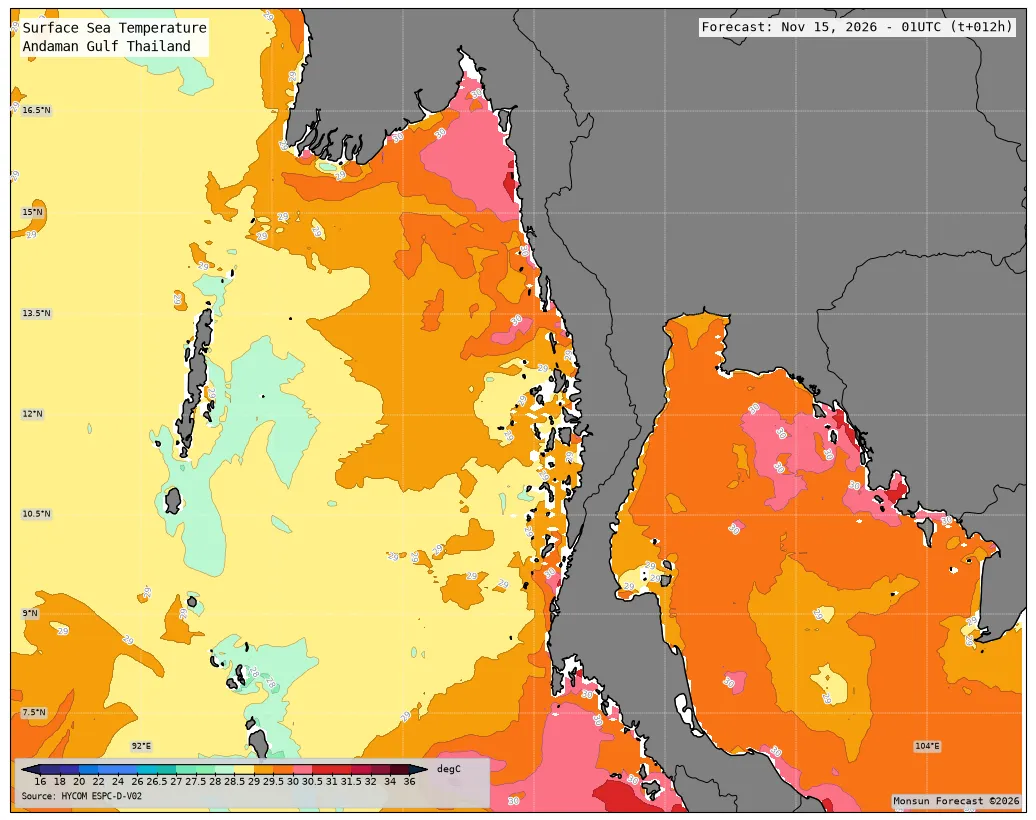 Surface Sea Temperature
Andaman Gulf Thailand
Forecast: Nov 15, 2026 - 01UTC (t+012h)
16.5°N
15°N
13.5°N
12°N
10.5°N
9°N
7.5°N
92°E
104°E
degC
16 18 20 22 24 26 26.5 27 27.5 28 28.5 29 29.5 30 30.5 31 31.5 32 33 34 36
Source: HYCOM ESPC-D-V02
Monsun Forecast ©2026